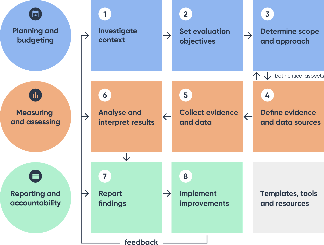 Planning and
budgeting
1
Investigate
context
2
Set evaluation
objectives
3
Determine scope
and approach
Measuring
and assessing
6
Analyse and
interpret results
5
Collect evidence
and data
4
Define evidence
and data sources
Reporting and
accountability
7
Report
findings
8
Implement
improvements
Templates, tools
and resources
feedback